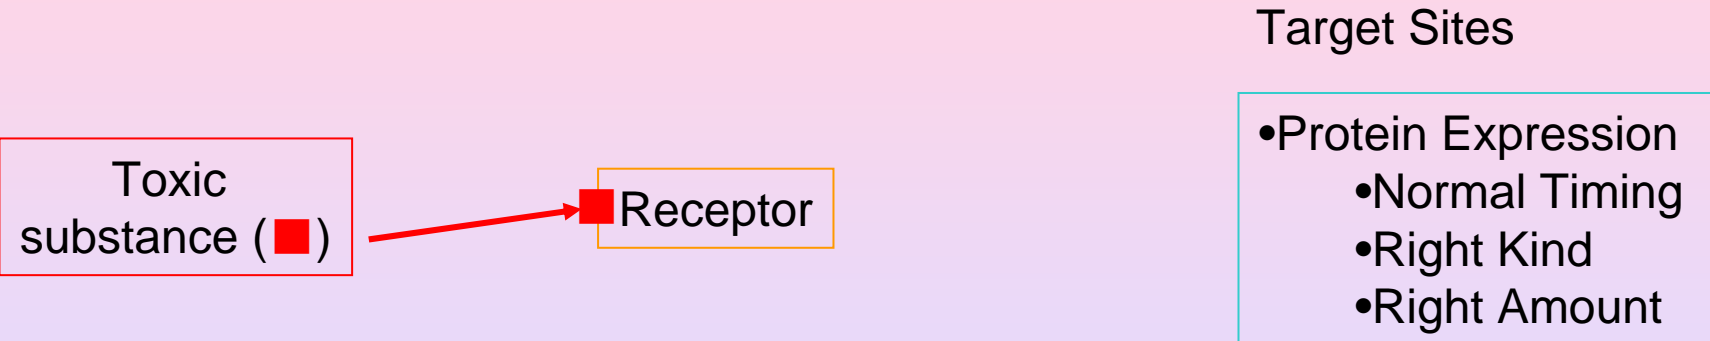 Target Sites
Toxic
substance (■)
Receptor
•Protein Expression
•Normal Timing
•Right Kind
•Right Amount